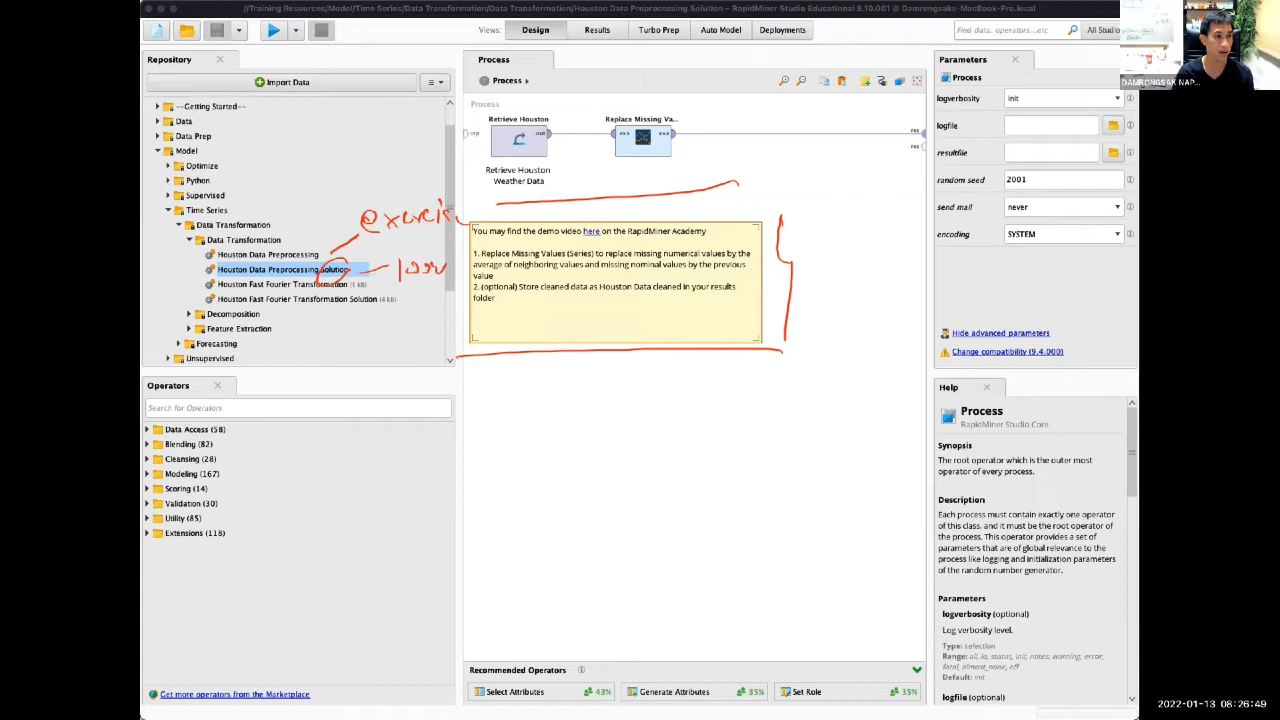 //Training Resources/Model/Time Series/Data Transformation/Data Transformation/Houston Data Preprocessing Solution – RapidMiner Studio Educational 9.10.001 @ Damrongsaks-MacBook-Pro.local
Views: Design Results Turbo Prep Auto Model Deployments
Find data, operators...etc
All Studio
DAMRONGSAK NAP...
Repository
Import Data
--Getting Started--
Data
Data Prep
Model
Optimize
Python
Supervised
Time Series
Data Transformation
Data Transformation
Houston Data Preprocessing
Houston Data Preprocessing Solution
Houston Fast Fourier Transformation (1 kB)
Houston Fast Fourier Transformation Solution (4 kB)
Decomposition
Feature Extraction
Forecasting
Unsupervised
Operators
Search for Operators
Data Access (58)
Blending (82)
Cleansing (28)
Modeling (167)
Scoring (14)
Validation (30)
Utility (85)
Extensions (118)
Get more operators from the Marketplace
Process
Process
Process
inp
Retrieve Houston
out
Replace Missing Va...
exa
exa
res
res
Retrieve Houston
Weather Data
You may find the demo video here on the RapidMiner Academy
1. Replace Missing Values (Series) to replace missing numerical values by the
average of neighboring values and missing nominal values by the previous
value
2. (optional) Store cleaned data as Houston Data cleaned in your results
folder
Recommended Operators
Select Attributes 43%
Generate Attributes 35%
Set Role 35%
Parameters
Process
logverbosity init
logfile
resultfile
random seed 2001
send mail never
encoding SYSTEM
Hide advanced parameters
Change compatibility (9.4.000)
Help
Process
RapidMiner Studio Core
Synopsis
The root operator which is the outer most
operator of every process.
Description
Each process must contain exactly one operator
of this class, and it must be the root operator of
the process. This operator provides a set of
parameters that are of global relevance to the
process like logging and initialization parameters
of the random number generator.
Parameters
logverbosity (optional)
Log verbosity level.
Type: selection
Range: all, io, status, init, notes, warning, error,
fatal, almost_none, off
Default: init
logfile (optional)
2022-01-13 08:26:49